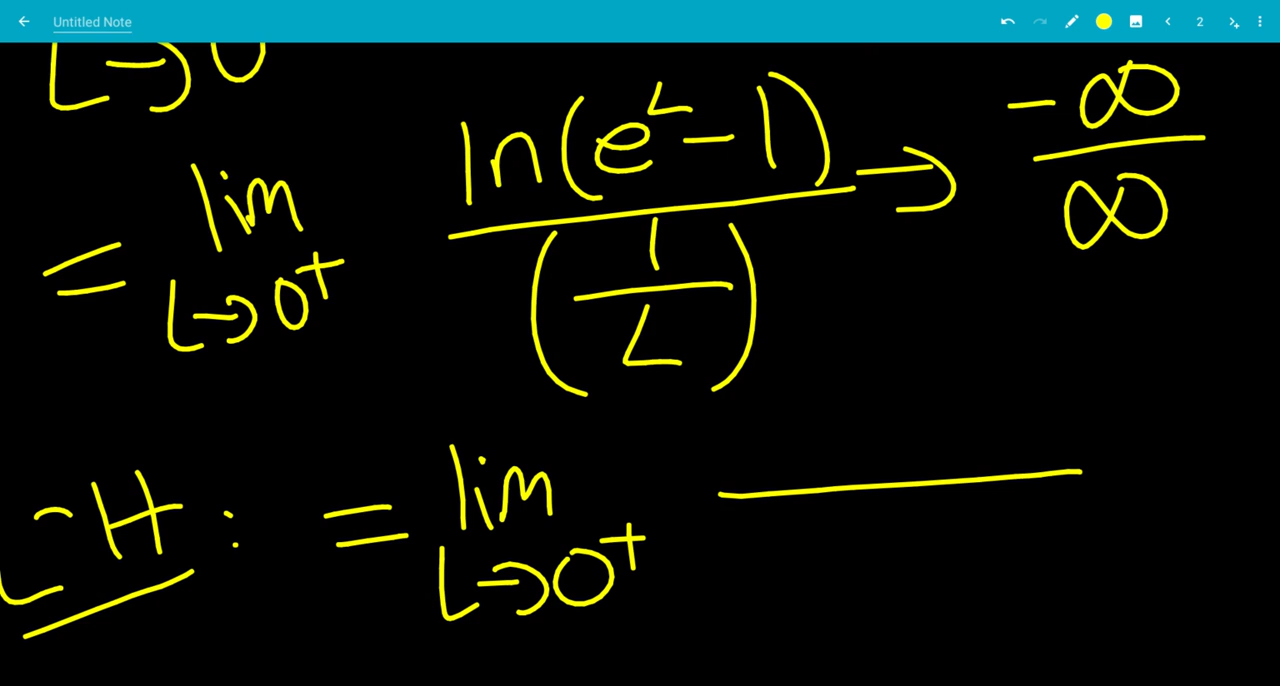 Untitled Note
2
L→0
= lim L→0⁺ ln(e^L - 1) / (1/L) → -∞/∞
L'H : = lim L→0⁺